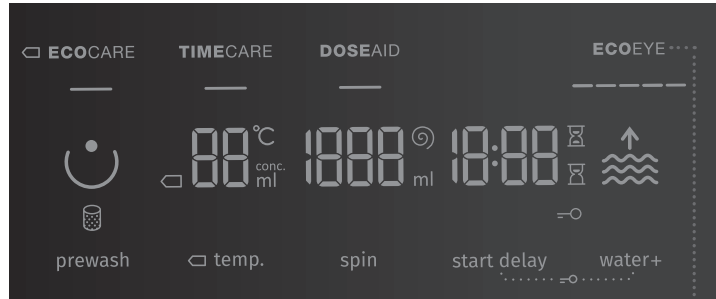 ECOCARE TIMECARE DOSEAID ECOEYE
88 °C conc. ml 1888 ml 18:88
prewash temp. spin start delay water+